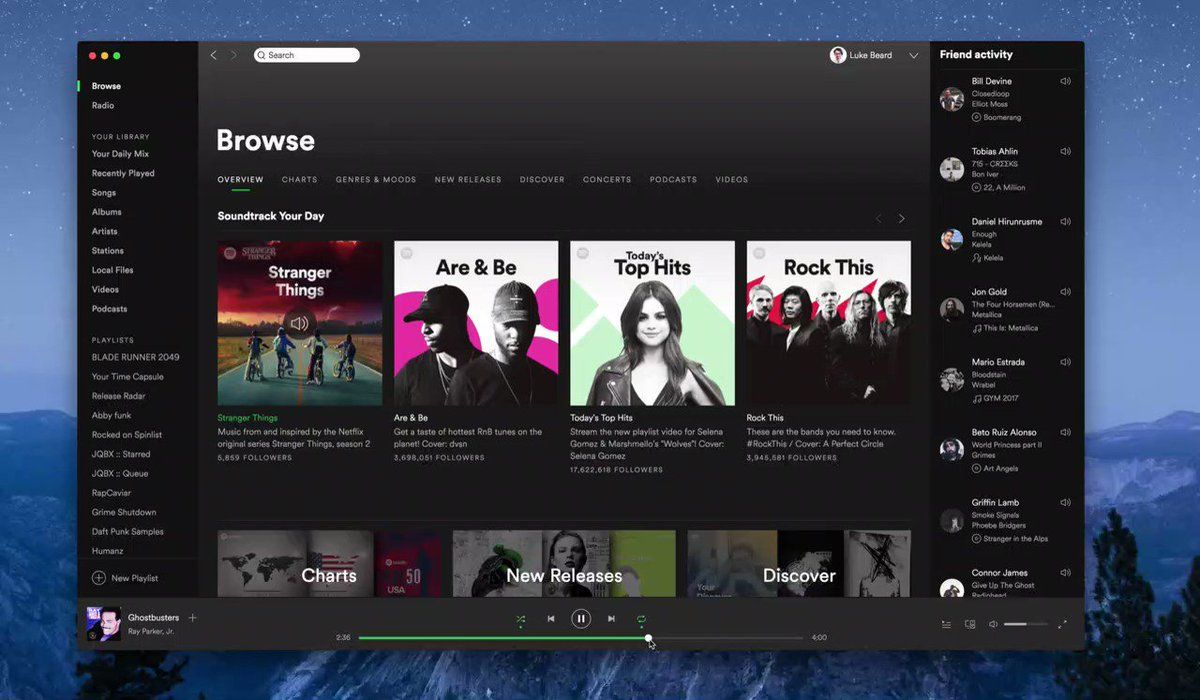 Browse
Radio
YOUR LIBRARY
Your Daily Mix
Recently Played
Songs
Albums
Artists
Stations
Local Files
Videos
Podcasts
PLAYLISTS
BLADE RUNNER 2049
Your Time Capsule
Release Radar
Abby funk
Rocked on Spinlist
JQBX :: Starred
JQBX :: Queue
RapCaviar
Grime Shutdown
Daft Punk Samples
Humanz
New Playlist
Search
Luke Beard
Browse
OVERVIEW CHARTS GENRES & MOODS NEW RELEASES DISCOVER CONCERTS PODCASTS VIDEOS
Soundtrack Your Day
STRANGER THINGS
Stranger
Things
Stranger Things
Music from and inspired by the Netflix
original series Stranger Things, season 2
5,859 FOLLOWERS
Are & Be
Are & Be
Get a taste of hottest RnB tunes on the
planet! Cover: dvsn
3,698,051 FOLLOWERS
Today's
Top Hits
Today's Top Hits
Stream the new playlist video for Selena
Gomez & Marshmello's "Wolves"! Cover:
Selena Gomez
17,622,618 FOLLOWERS
Rock This
Rock This
These are the bands you need to know.
#RockThis / Cover: A Perfect Circle
3,945,581 FOLLOWERS
50
USA
Charts
New Releases
Your
Discover
Friend activity
Bill Devine
Closedloop
Elliot Moss
Boomerang
Tobias Ahlin
715 - CRΣΣKS
Bon Iver
22, A Million
Daniel Hirunrusme
Enough
Kelela
Kelela
Jon Gold
The Four Horsemen (Re...
Metallica
This Is: Metallica
Mario Estrada
Bloodstain
Wrabel
GYM 2017
Beto Ruiz Alonso
World Princess part II
Grimes
Art Angels
Griffin Lamb
Smoke Signals
Phoebe Bridgers
Stranger in the Alps
Connor James
Give Up The Ghost
Radiohead
Ghostbusters
Ray Parker, Jr.
2:36
4:00